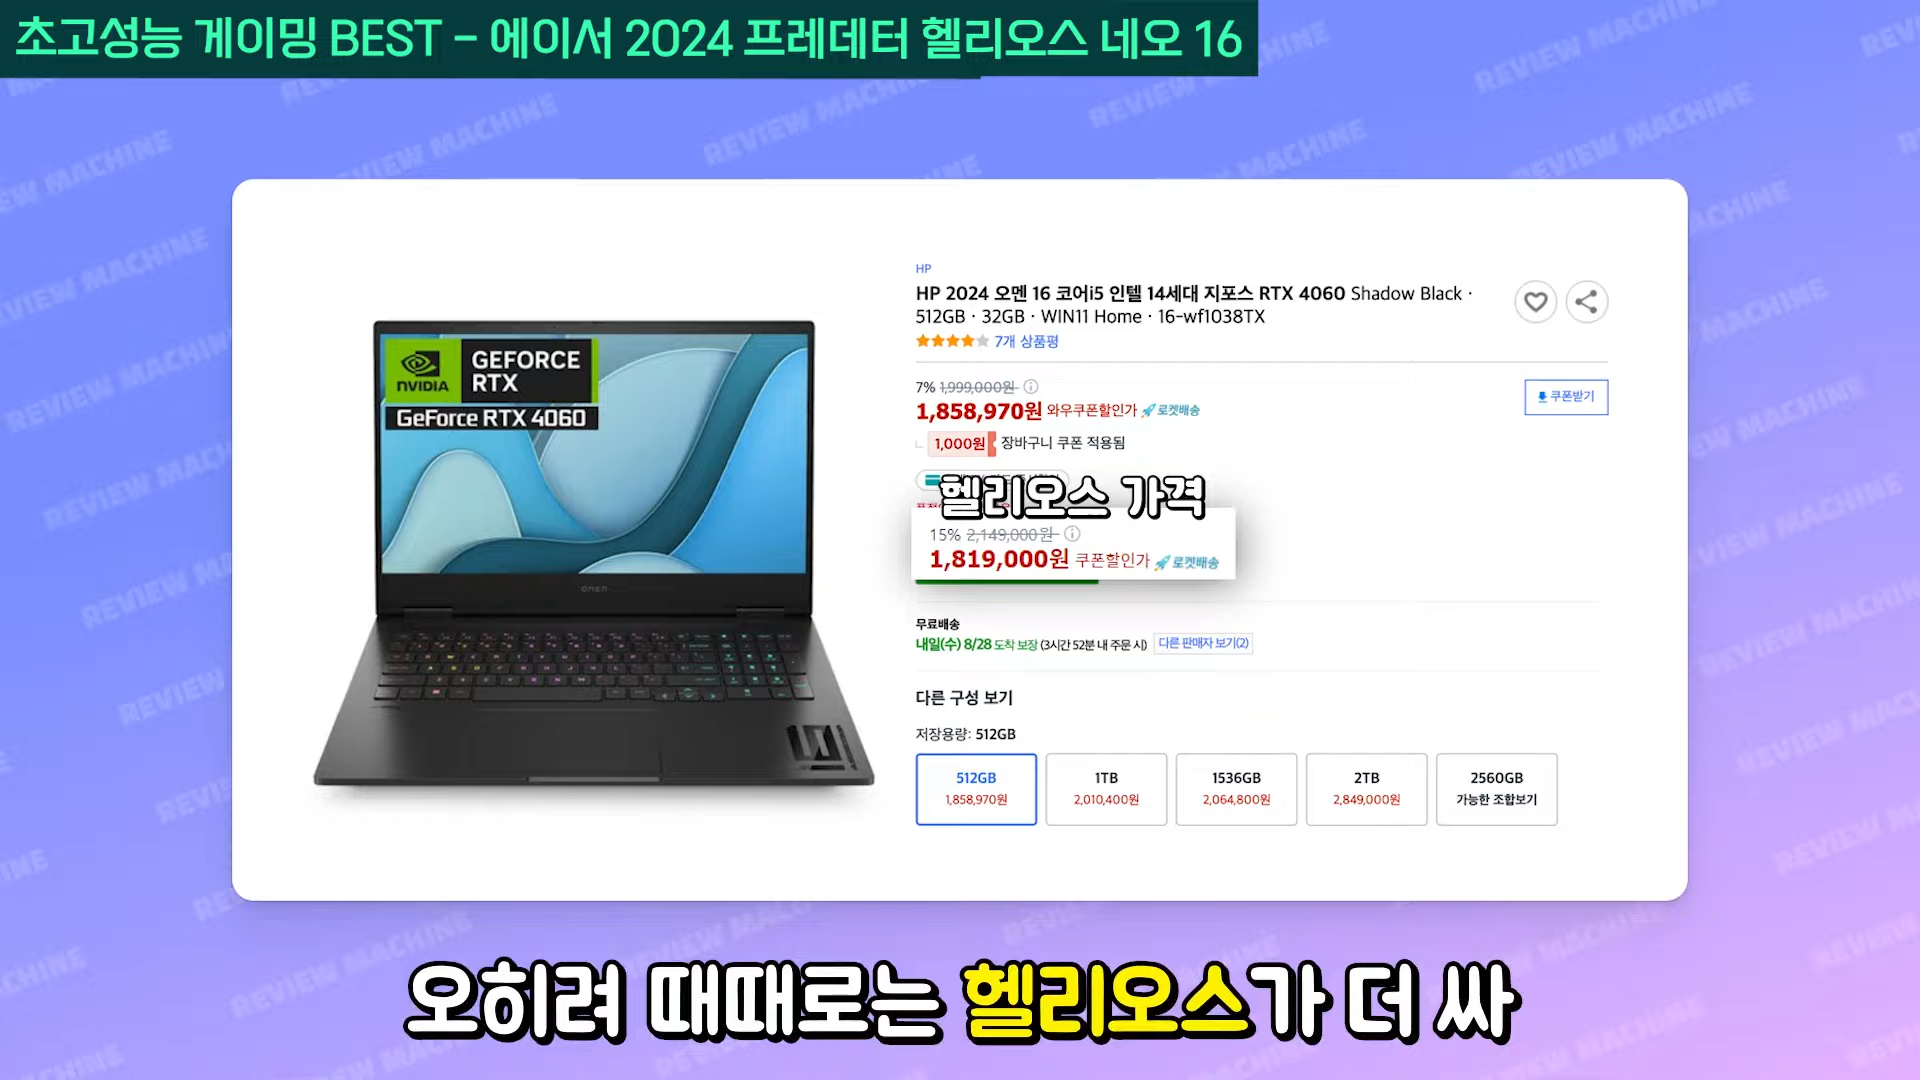 초고성능 게이밍 BEST - 에이서 2024 프레데터 헬리오스 네오 16
HP
HP 2024 오멘 16 코어i5 인텔 14세대 지포스 RTX 4060 Shadow Black ·
512GB · 32GB · WIN11 Home · 16-wf1038TX
7개 상품평
7% 1,999,000원
1,858,970원 와우쿠폰할인가 로켓배송
쿠폰받기
1,000원 장바구니 쿠폰 적용됨
헬리오스 가격
15% 2,149,000원
1,819,000원 쿠폰할인가 로켓배송
무료배송
내일(수) 8/28 도착 보장 (3시간 52분 내 주문 시) 다른 판매자 보기(2)
다른 구성 보기
저장용량: 512GB
512GB
1,858,970원
1TB
2,010,400원
1536GB
2,064,800원
2TB
2,849,000원
2560GB
가능한 조합보기
NVIDIA
GEFORCE
RTX
GeForce RTX 4060
OMEN
오히려 때때로는 헬리오스가 더 싸
REVIEW MACHINE